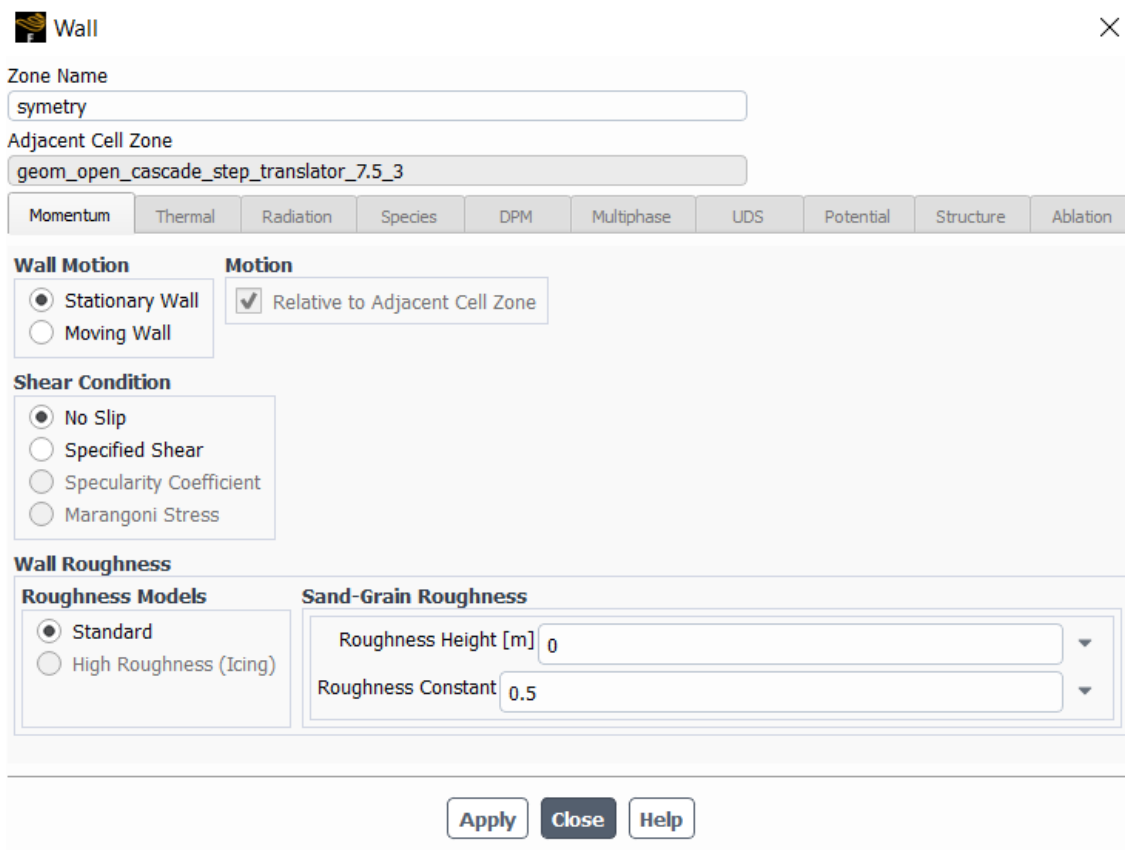 Wall
Zone Name
symetry
Adjacent Cell Zone
geom_open_cascade_step_translator_7.5_3
Momentum Thermal Radiation Species DPM Multiphase UDS Potential Structure Ablation
Wall Motion Motion
Stationary Wall Relative to Adjacent Cell Zone
Moving Wall
Shear Condition
No Slip
Specified Shear
Specularity Coefficient
Marangoni Stress
Wall Roughness
Roughness Models Sand-Grain Roughness
Standard Roughness Height [m] 0
High Roughness (Icing) Roughness Constant 0.5
Apply Close Help